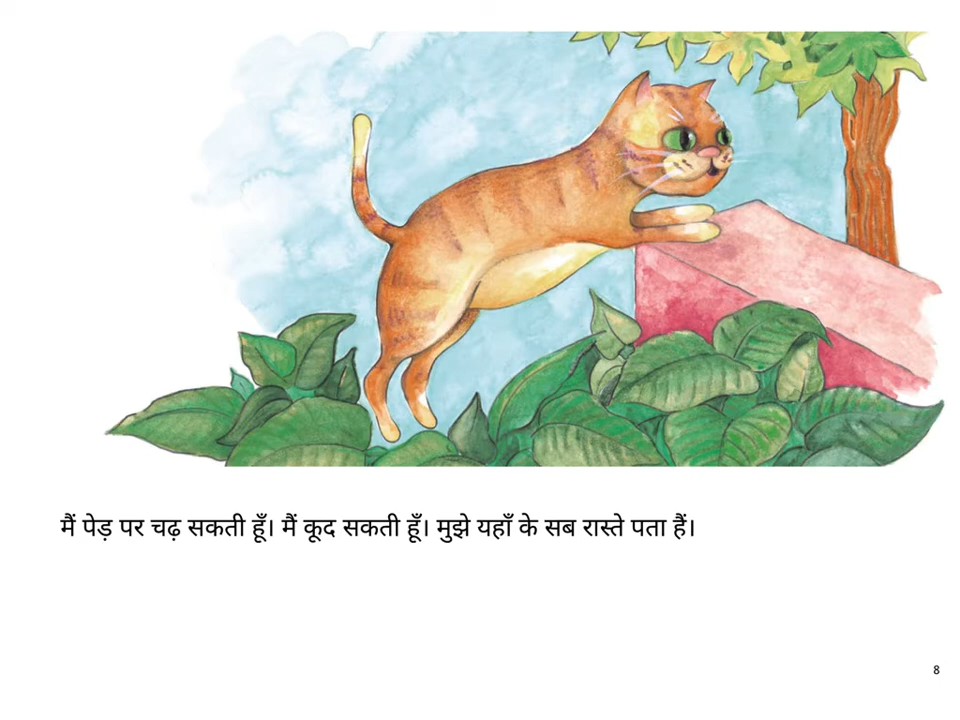 मैं पेड़ पर चढ़ सकती हूँ। मैं कूद सकती हूँ। मुझे यहाँ के सब रास्ते पता हैं।
8